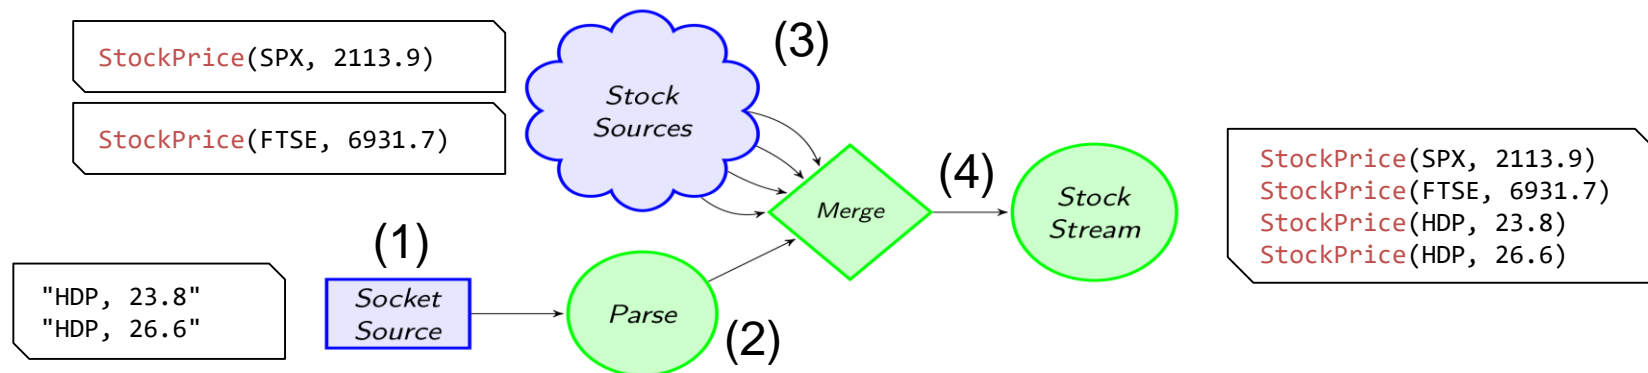 StockPrice(SPX, 2113.9)
StockPrice(FTSE, 6931.7)
Stock
Sources
(3)
Merge
(4)
Stock
Stream
StockPrice(SPX, 2113.9)
StockPrice(FTSE, 6931.7)
StockPrice(HDP, 23.8)
StockPrice(HDP, 26.6)
(1)
"HDP, 23.8"
"HDP, 26.6"
Socket
Source
Parse
(2)